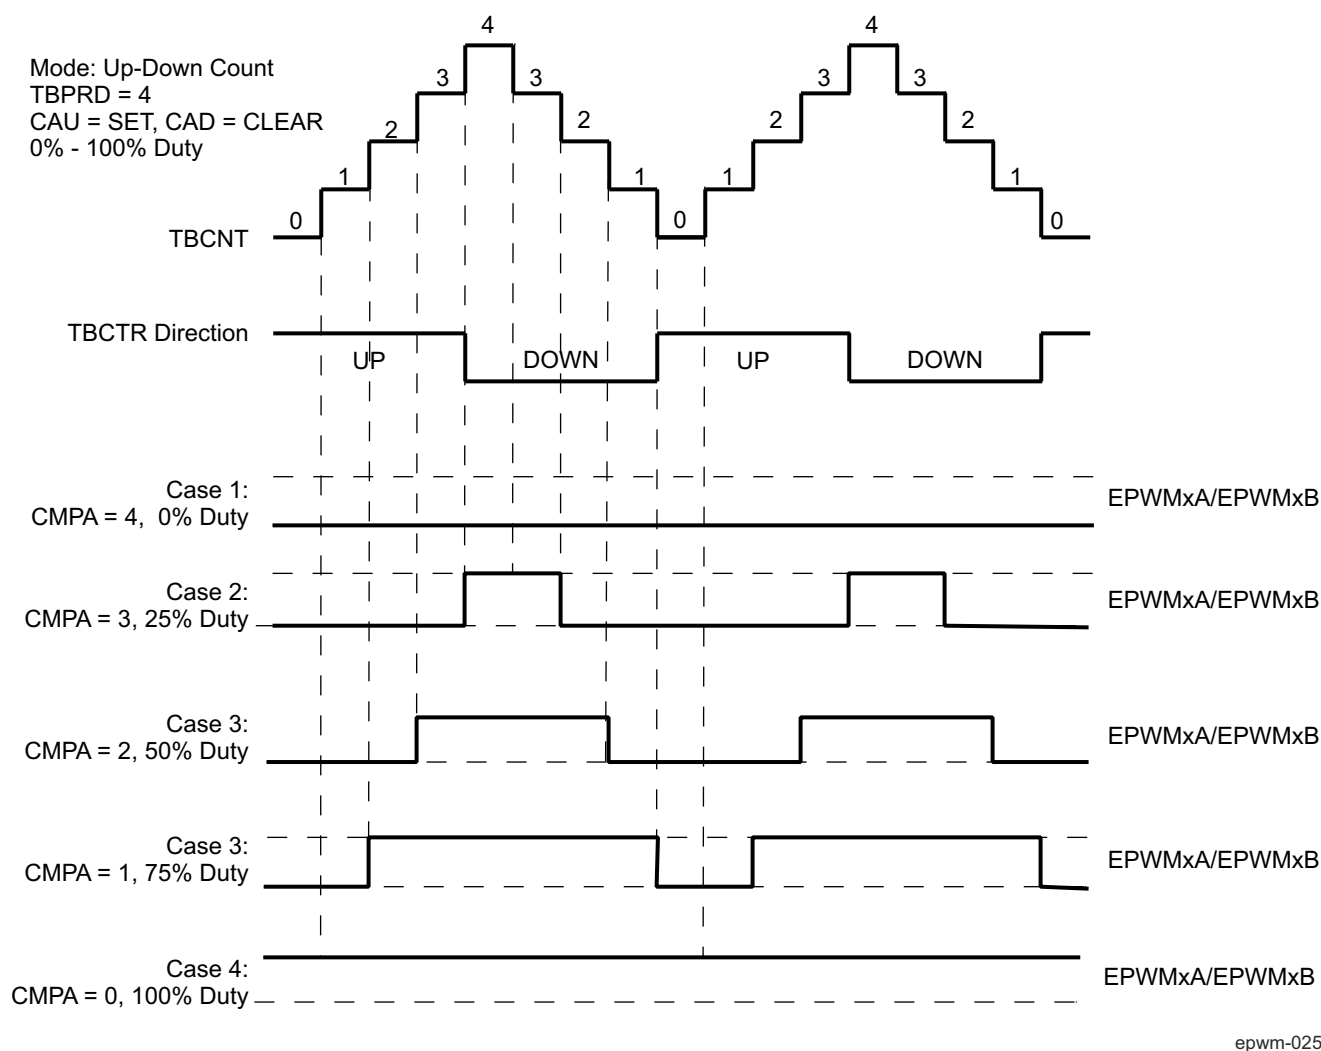 Mode: Up-Down Count
TBPRD = 4
CAU = SET, CAD = CLEAR
0% - 100% Duty
4 4
3 3 3 3
2 2 2 2
1 1 1 1
0 0 0
TBCNT
TBCTR Direction
UP DOWN UP DOWN
Case 1:
CMPA = 4, 0% Duty
EPWMxA/EPWMxB
Case 2:
CMPA = 3, 25% Duty
EPWMxA/EPWMxB
Case 3:
CMPA = 2, 50% Duty
EPWMxA/EPWMxB
Case 3:
CMPA = 1, 75% Duty
EPWMxA/EPWMxB
Case 4:
CMPA = 0, 100% Duty
EPWMxA/EPWMxB
epwm-025